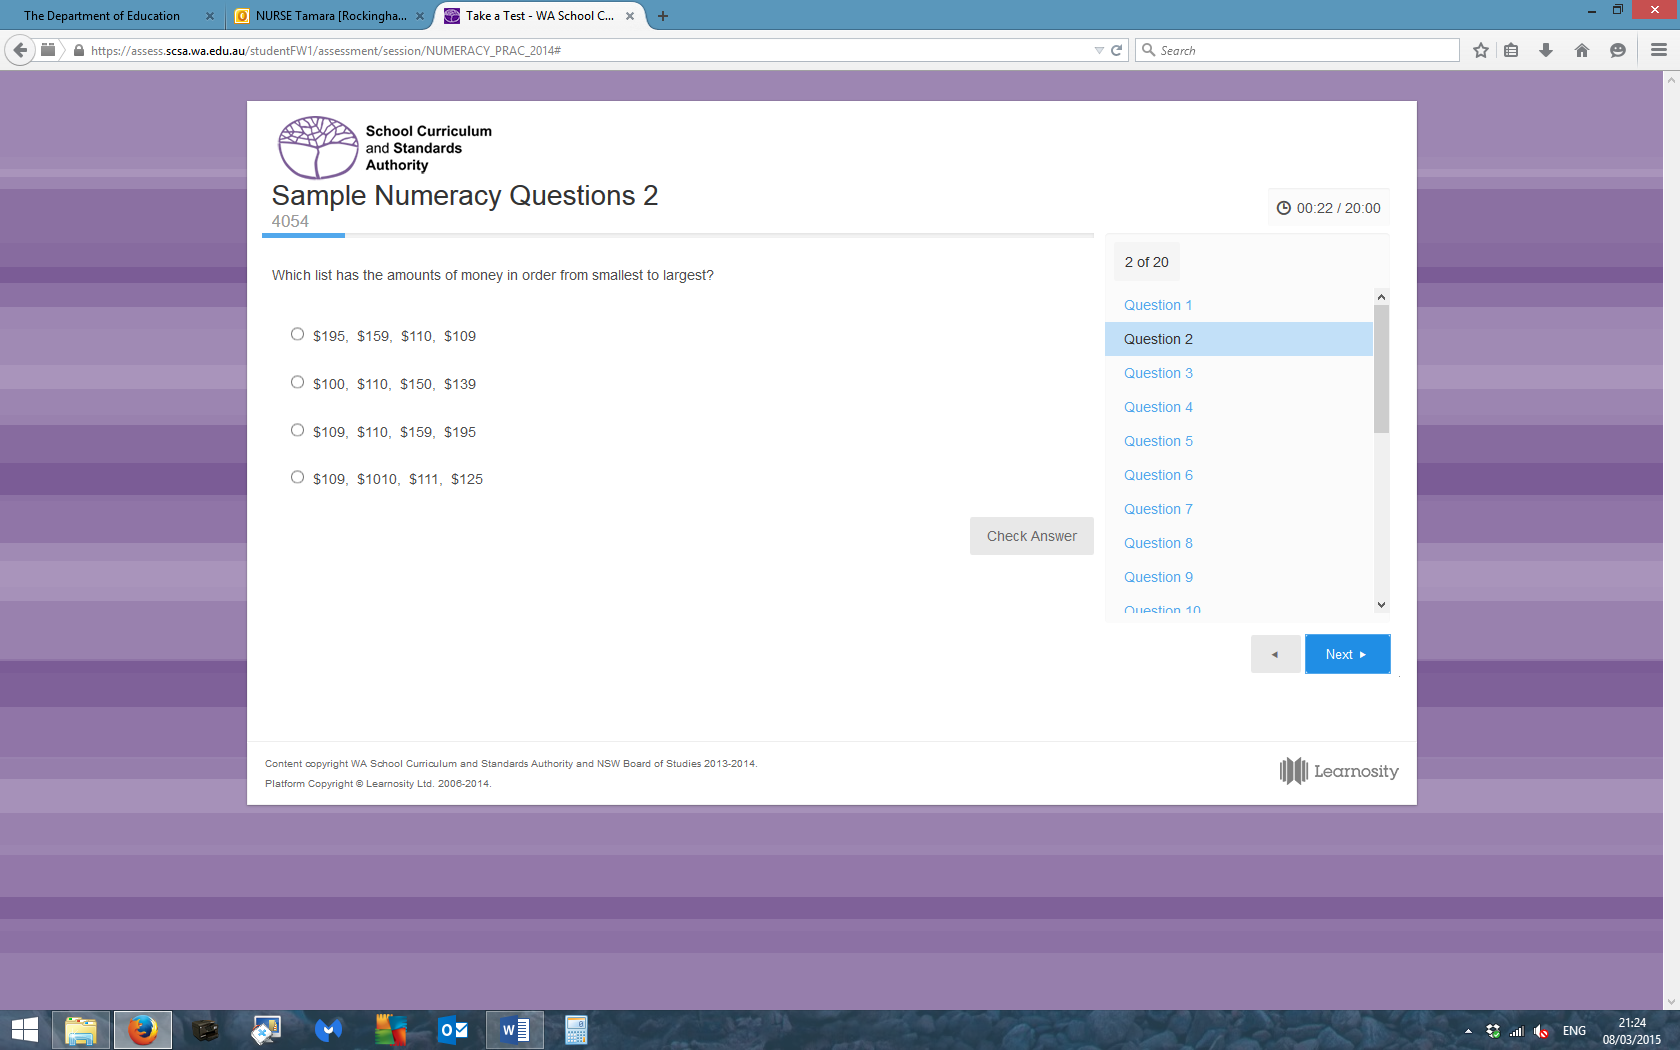 The Department of Education
NURSE Tamara [Rockingha...
Take a Test - WA School C...
https://assess.scsa.wa.edu.au/studentFW1/assessment/session/NUMERACY_PRAC_2014#
Search
School Curriculum
and Standards
Authority
Sample Numeracy Questions 2
4054
00:22 / 20:00
Which list has the amounts of money in order from smallest to largest?
$195, $159, $110, $109
$100, $110, $150, $139
$109, $110, $159, $195
$109, $1010, $111, $125
Check Answer
2 of 20
Question 1
Question 2
Question 3
Question 4
Question 5
Question 6
Question 7
Question 8
Question 9
Question 10
Next
Content copyright WA School Curriculum and Standards Authority and NSW Board of Studies 2013-2014.
Platform Copyright © Learnosity Ltd. 2006-2014.
Learnosity
ENG
21:24
08/03/2015